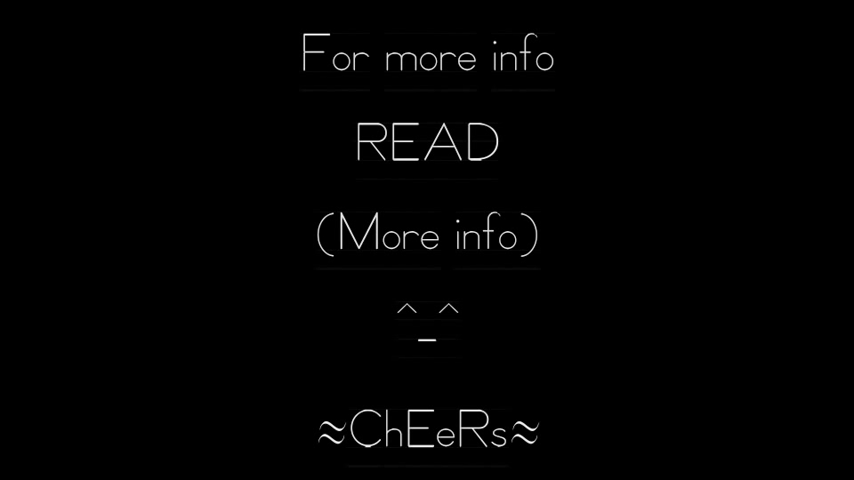 For more info
READ
(More info)
^_^
≈ChEeRs≈